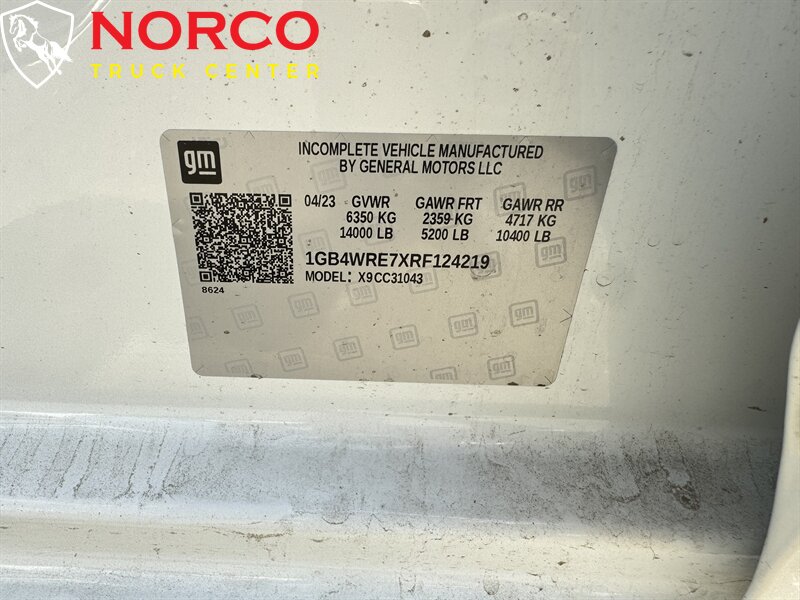 NORCO
TRUCK CENTER
gm
INCOMPLETE VEHICLE MANUFACTURED
BY GENERAL MOTORS LLC
04/23 GVWR GAWR FRT GAWR RR
6350 KG 2359 KG 4717 KG
14000 LB 5200 LB 10400 LB
1GB4WRE7XRF124219
MODEL: X9CC31043
8624